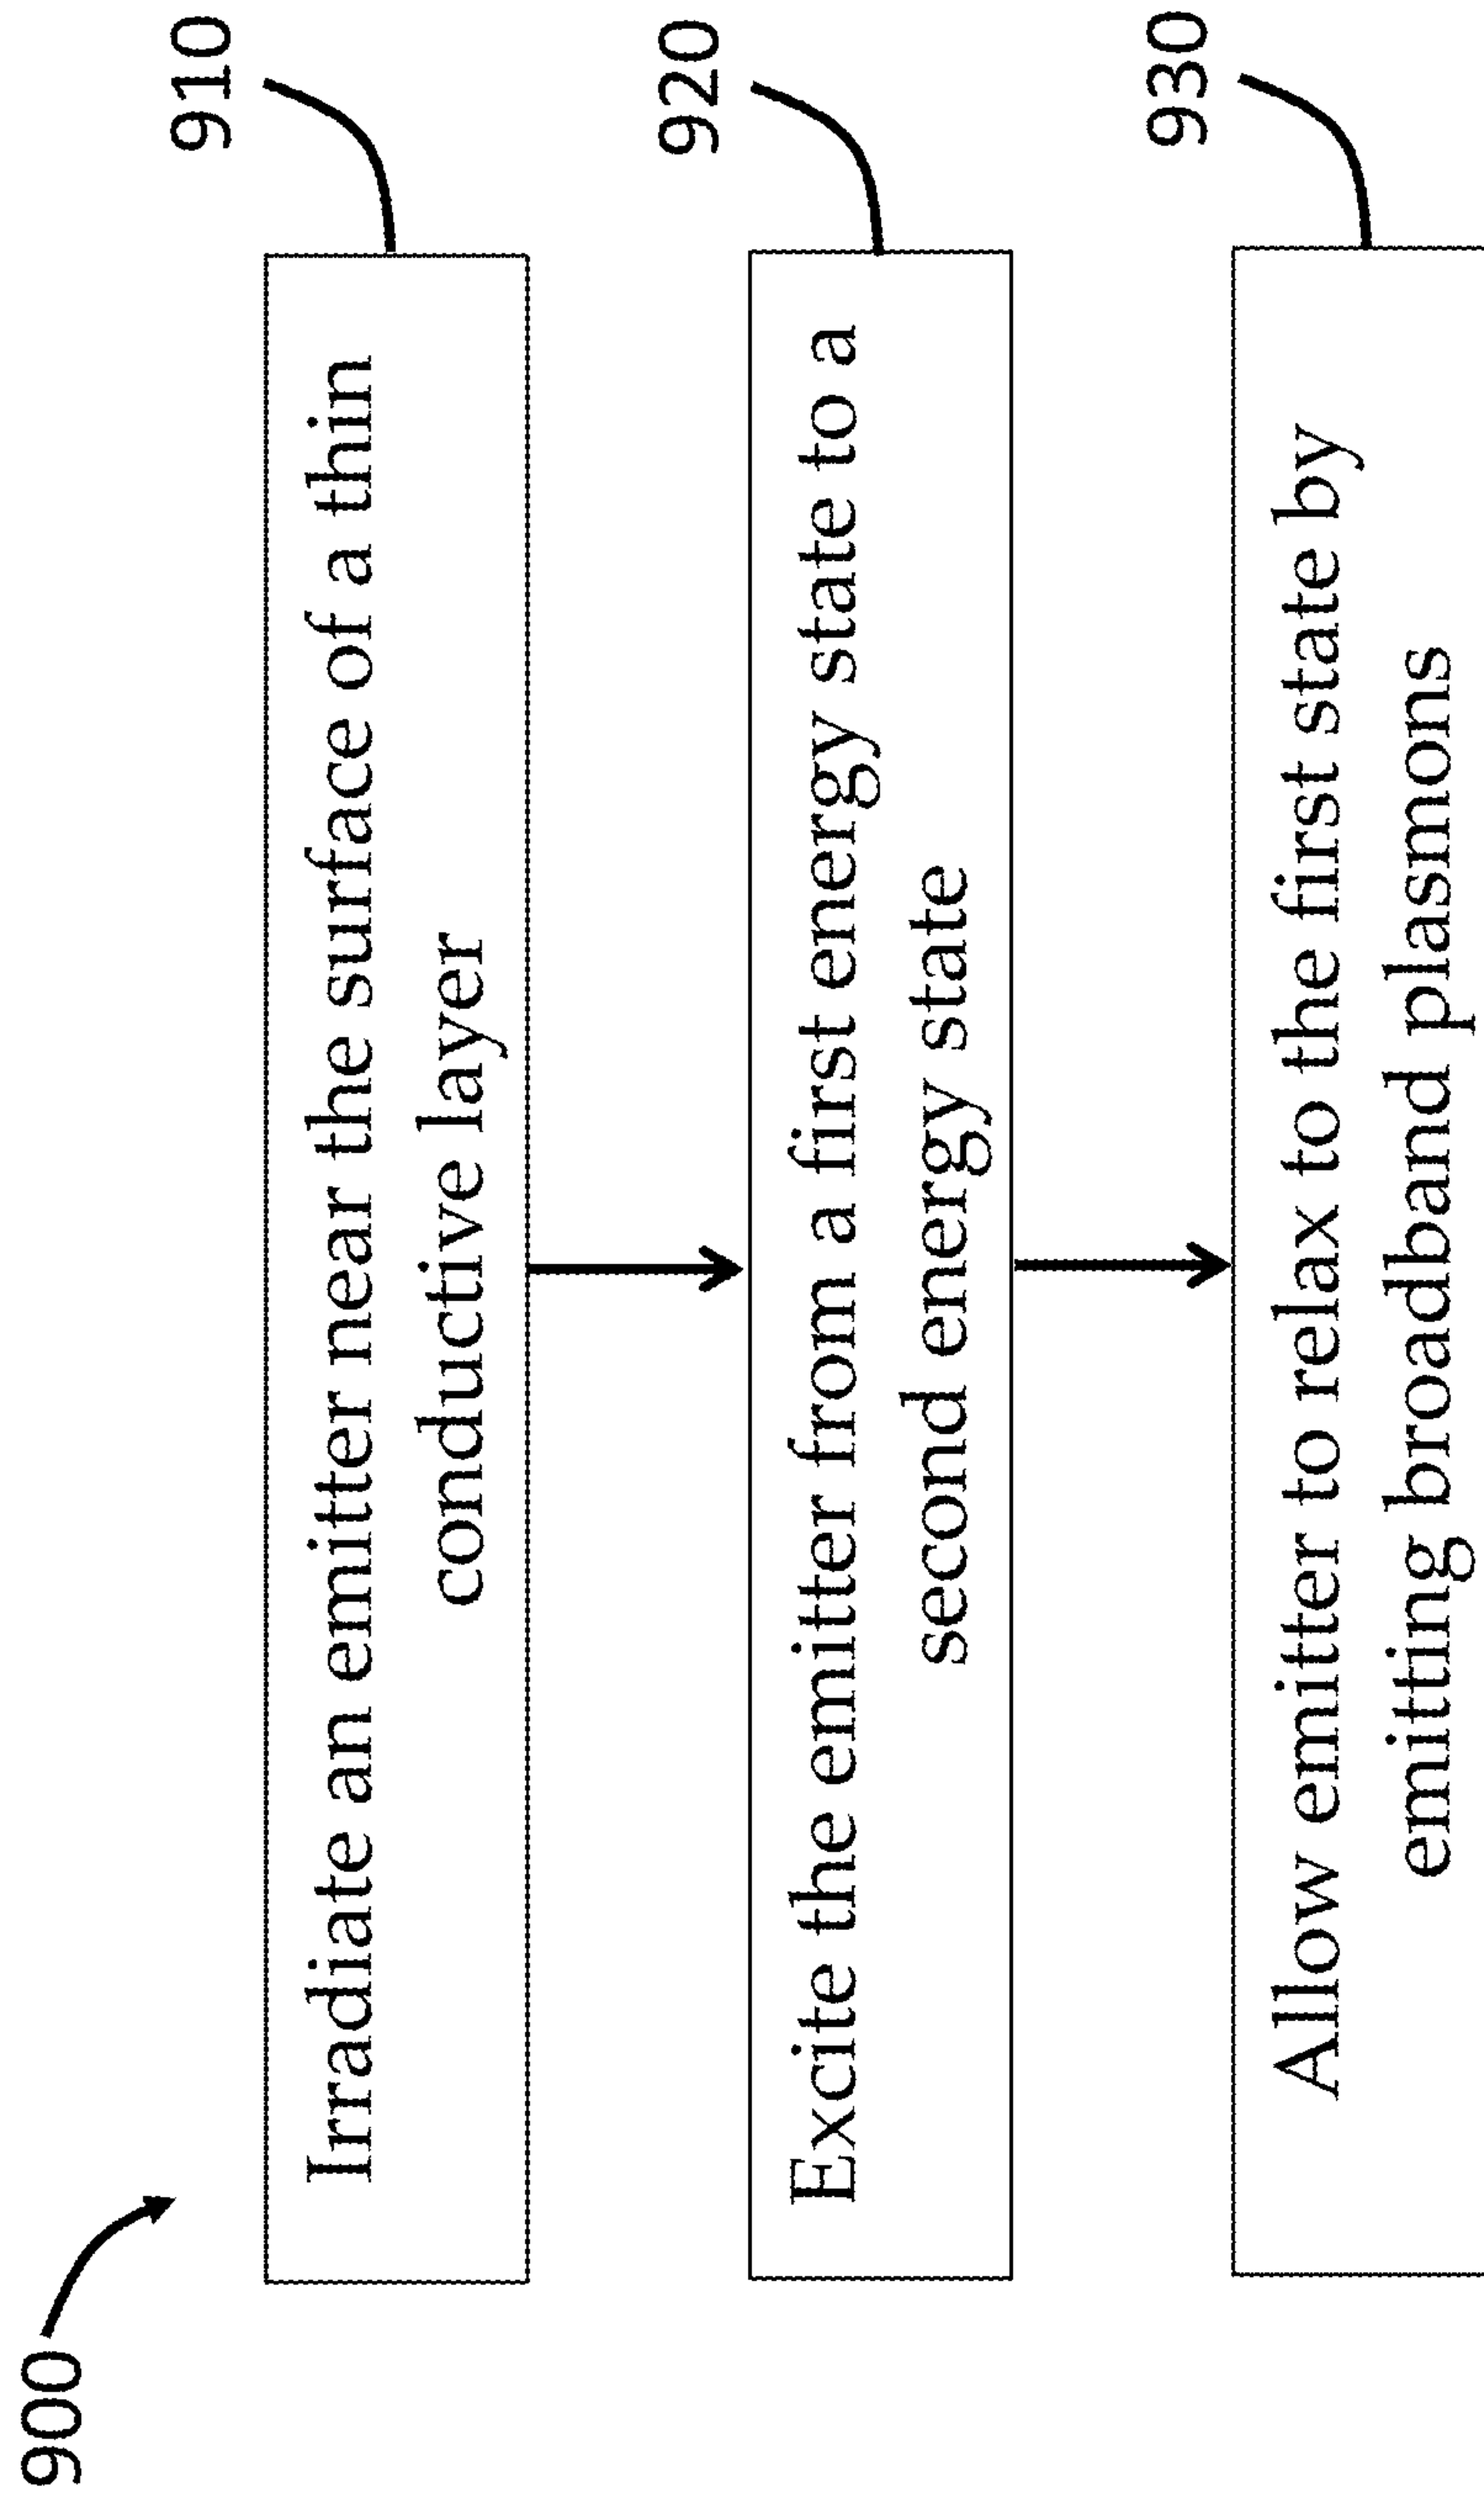 900
910
Irradiate an emitter near the surface of a thin
conductive layer
920
Excite the emitter from a first energy state to a
second energy state
930
Allow emitter to relax to the first state by
emitting broadband plasmons